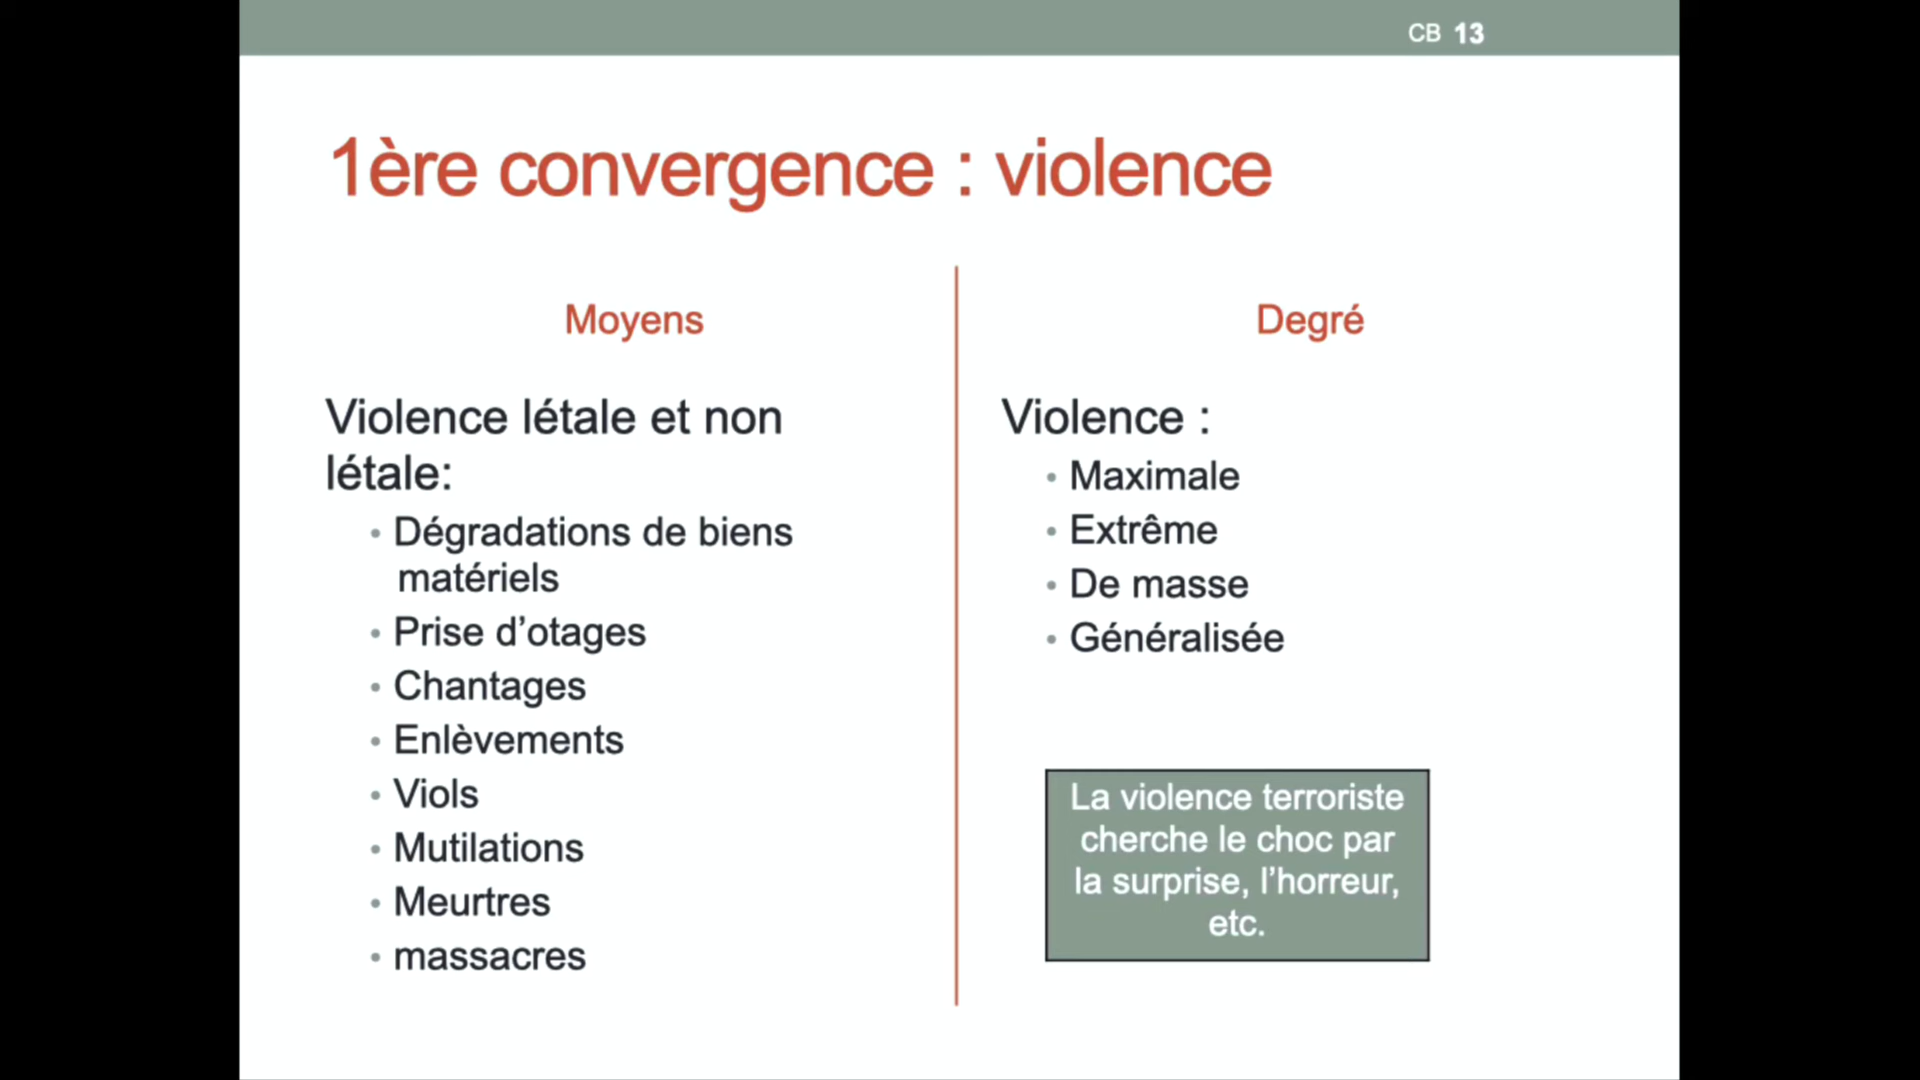 CB 13
1ère convergence : violence
Moyens
Violence létale et non
létale:
• Dégradations de biens
matériels
• Prise d’otages
• Chantages
• Enlèvements
• Viols
• Mutilations
• Meurtres
• massacres
Degré
Violence :
• Maximale
• Extrême
• De masse
• Généralisée
La violence terroriste
cherche le choc par
la surprise, l’horreur,
etc.